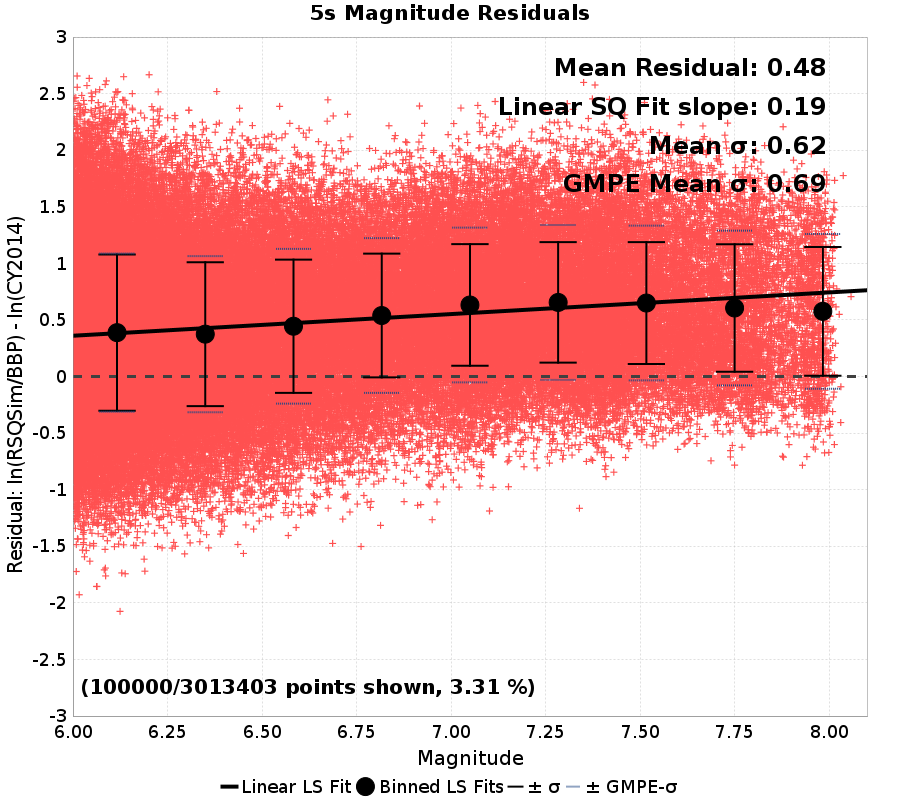 5s Magnitude Residuals
Mean Residual: 0.48
Linear SQ Fit slope: 0.19
Mean σ: 0.62
GMPE Mean σ: 0.69
Residual: ln(RSQSim/BBP) - ln(CY2014)
3
2.5
2
1.5
1
0.5
0
-0.5
-1
-1.5
-2
-2.5
-3
(100000/3013403 points shown, 3.31 %)
6.00 6.25 6.50 6.75 7.00 7.25 7.50 7.75 8.00
Magnitude
Linear LS Fit Binned LS Fits ± σ ± GMPE-σ